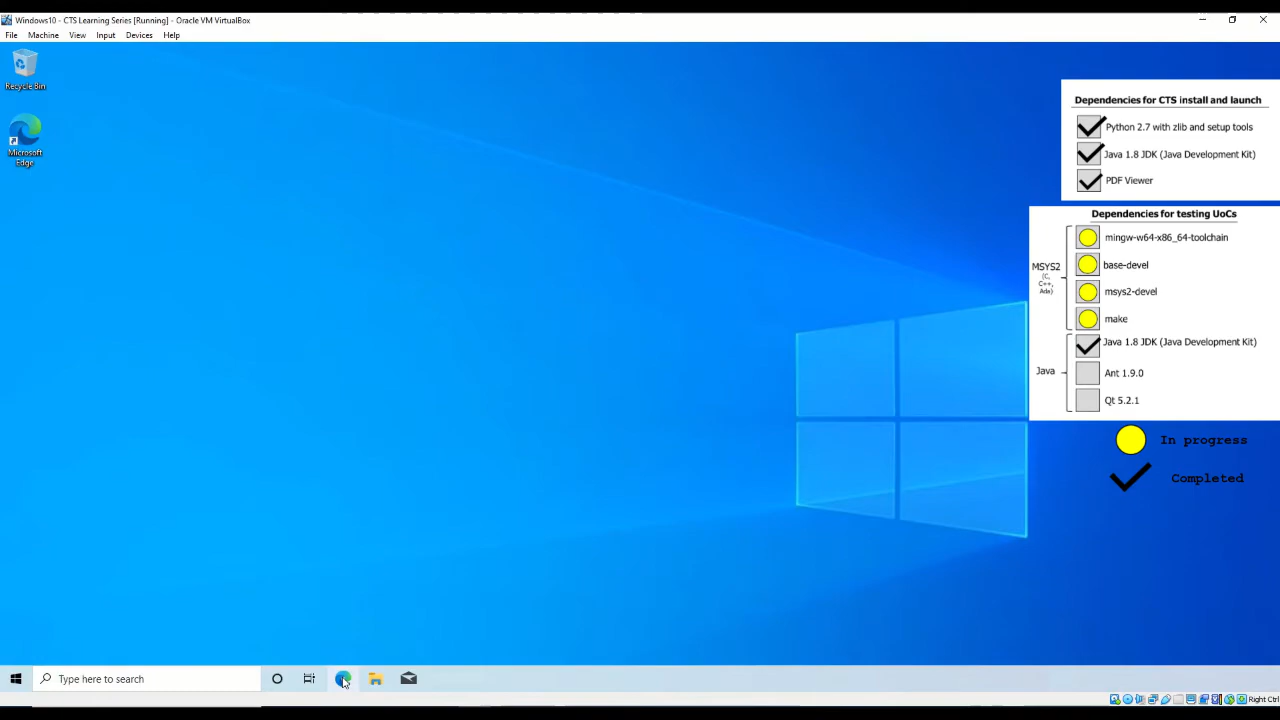 Windows10 - CTS Learning Series [Running] - Oracle VM VirtualBox
File Machine View Input Devices Help
Recycle Bin
Microsoft
Edge
Dependencies for CTS install and launch
Python 2.7 with zlib and setup tools
Java 1.8 JDK (Java Development Kit)
PDF Viewer
Dependencies for testing UoCs
MSYS2
(C,
C++,
Ada)
mingw-w64-x86_64-toolchain
base-devel
msys2-devel
make
Java
Java 1.8 JDK (Java Development Kit)
Ant 1.9.0
Qt 5.2.1
In progress
Completed
Type here to search
Right Ctrl